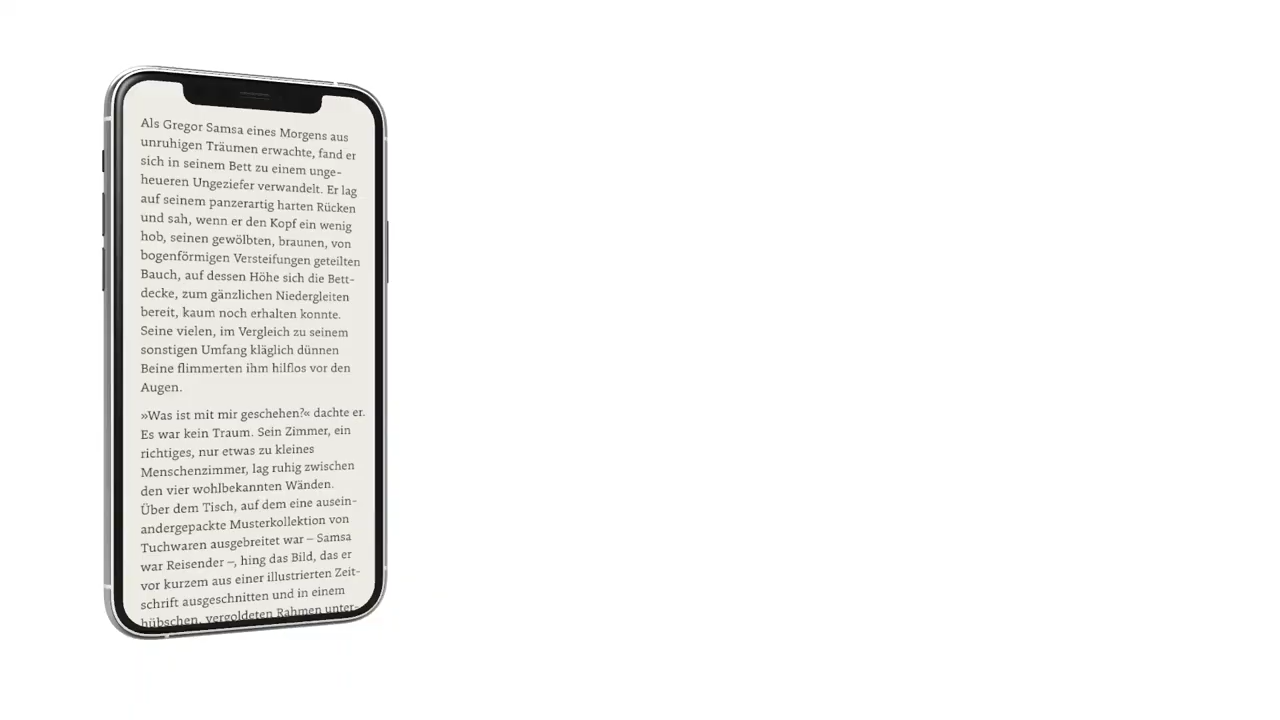 Als Gregor Samsa eines Morgens aus
unruhigen Träumen erwachte, fand er
sich in seinem Bett zu einem unge-
heueren Ungeziefer verwandelt. Er lag
auf seinem panzerartig harten Rücken
und sah, wenn er den Kopf ein wenig
hob, seinen gewölbten, braunen, von
bogenförmigen Versteifungen geteilten
Bauch, auf dessen Höhe sich die Bett-
decke, zum gänzlichen Niedergleiten
bereit, kaum noch erhalten konnte.
Seine vielen, im Vergleich zu seinem
sonstigen Umfang kläglich dünnen
Beine flimmerten ihm hilflos vor den
Augen.
»Was ist mit mir geschehen?« dachte er.
Es war kein Traum. Sein Zimmer, ein
richtiges, nur etwas zu kleines
Menschenzimmer, lag ruhig zwischen
den vier wohlbekannten Wänden.
Über dem Tisch, auf dem eine ausein-
andergepackte Musterkollektion von
Tuchwaren ausgebreitet war – Samsa
war Reisender –, hing das Bild, das er
vor kurzem aus einer illustrierten Zeit-
schrift ausgeschnitten und in einem
hübschen, vergoldeten Rahmen unter-